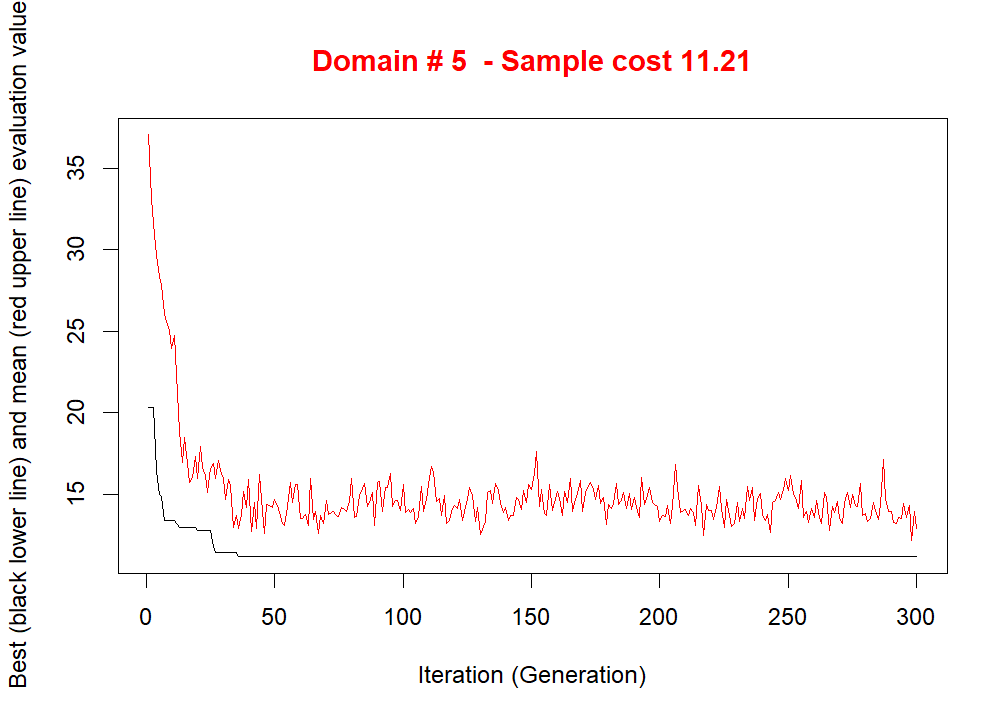 Domain # 5  - Sample cost 11.21
Best (black lower line) and mean (red upper line) evaluation value
35
30
25
20
15
0 50 100 150 200 250 300
Iteration (Generation)